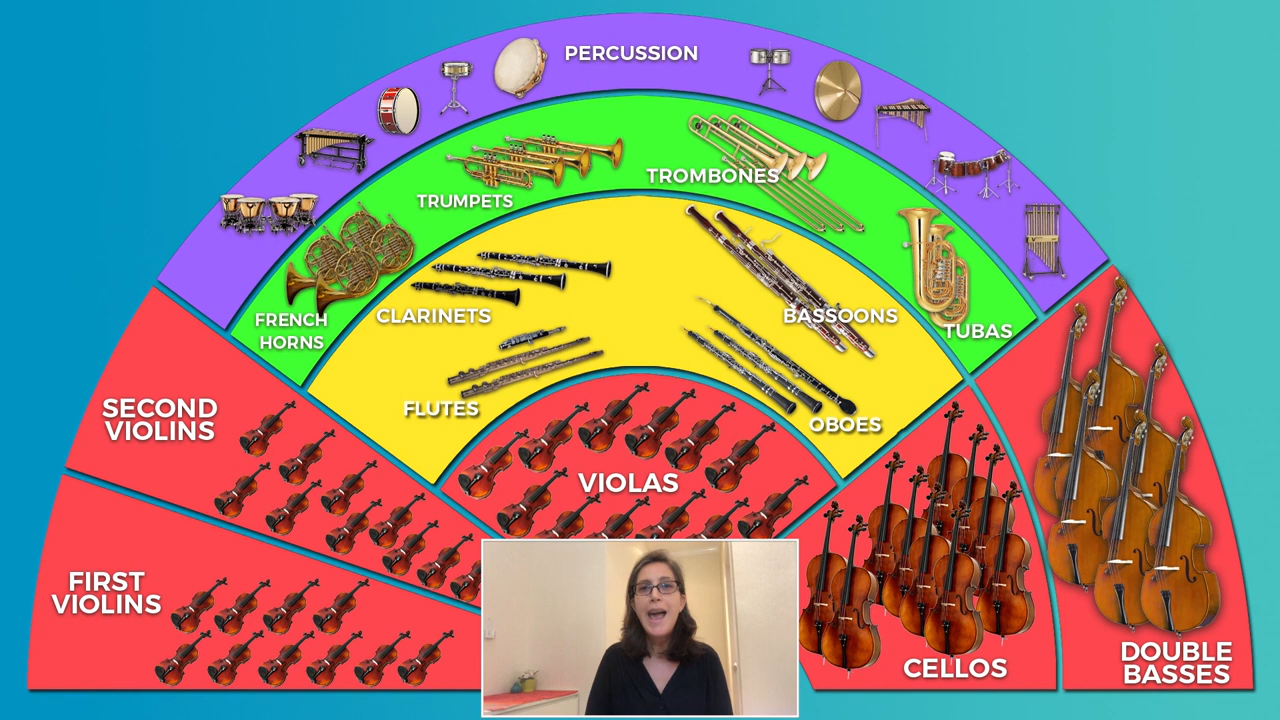 PERCUSSION
TRUMPETS
TROMBONES
FRENCH
HORNS
TUBAS
CLARINETS
BASSOONS
FLUTES
OBOES
SECOND
VIOLINS
VIOLAS
FIRST
VIOLINS
CELLOS
DOUBLE
BASSES